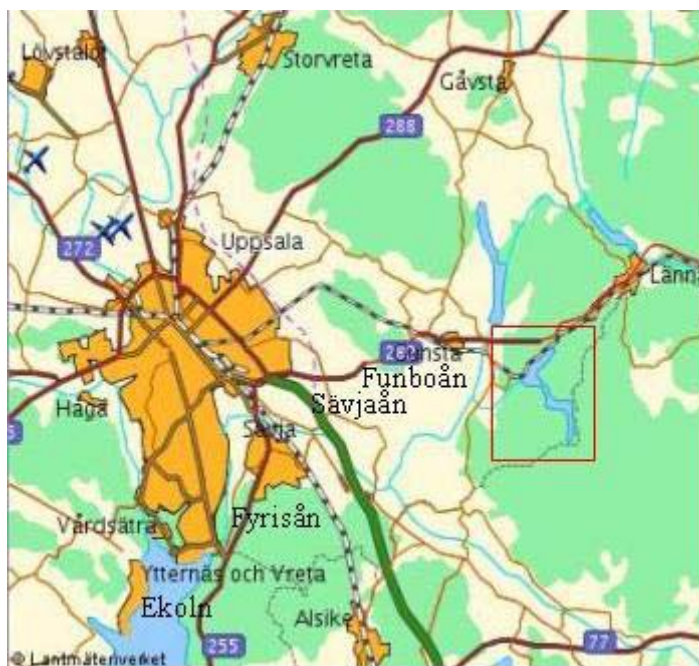 Lövstalöt
Storvreta
Gåvsta
288
272
Uppsala
Länna
282
Funboån
Sävjaån
Haga
Sävja
Fyrisån
Vårdsätra
Ytternäs och Vreta
Ekoln
Alsike
255
77
© Lantmäteriverket